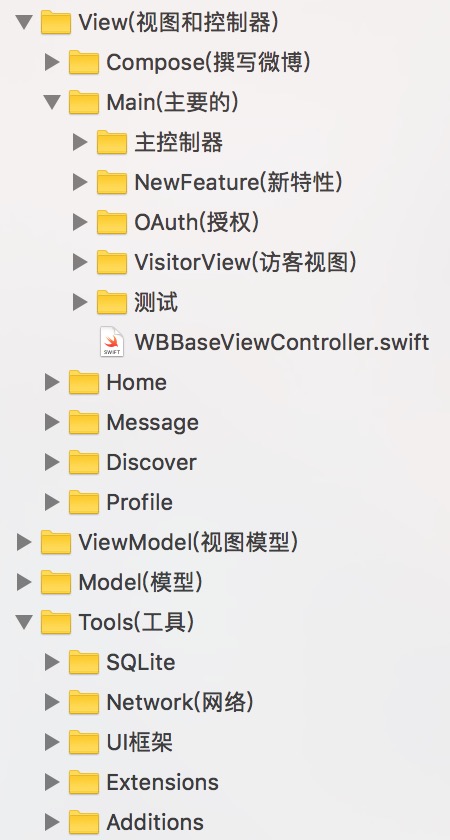 View(视图和控制器)
Compose(撰写微博)
Main(主要的)
主控制器
NewFeature(新特性)
OAuth(授权)
VisitorView(访客视图)
测试
SWIFT
WBBaseViewController.swift
Home
Message
Discover
Profile
ViewModel(视图模型)
Model(模型)
Tools(工具)
SQLite
Network(网络)
UI框架
Extensions
Additions